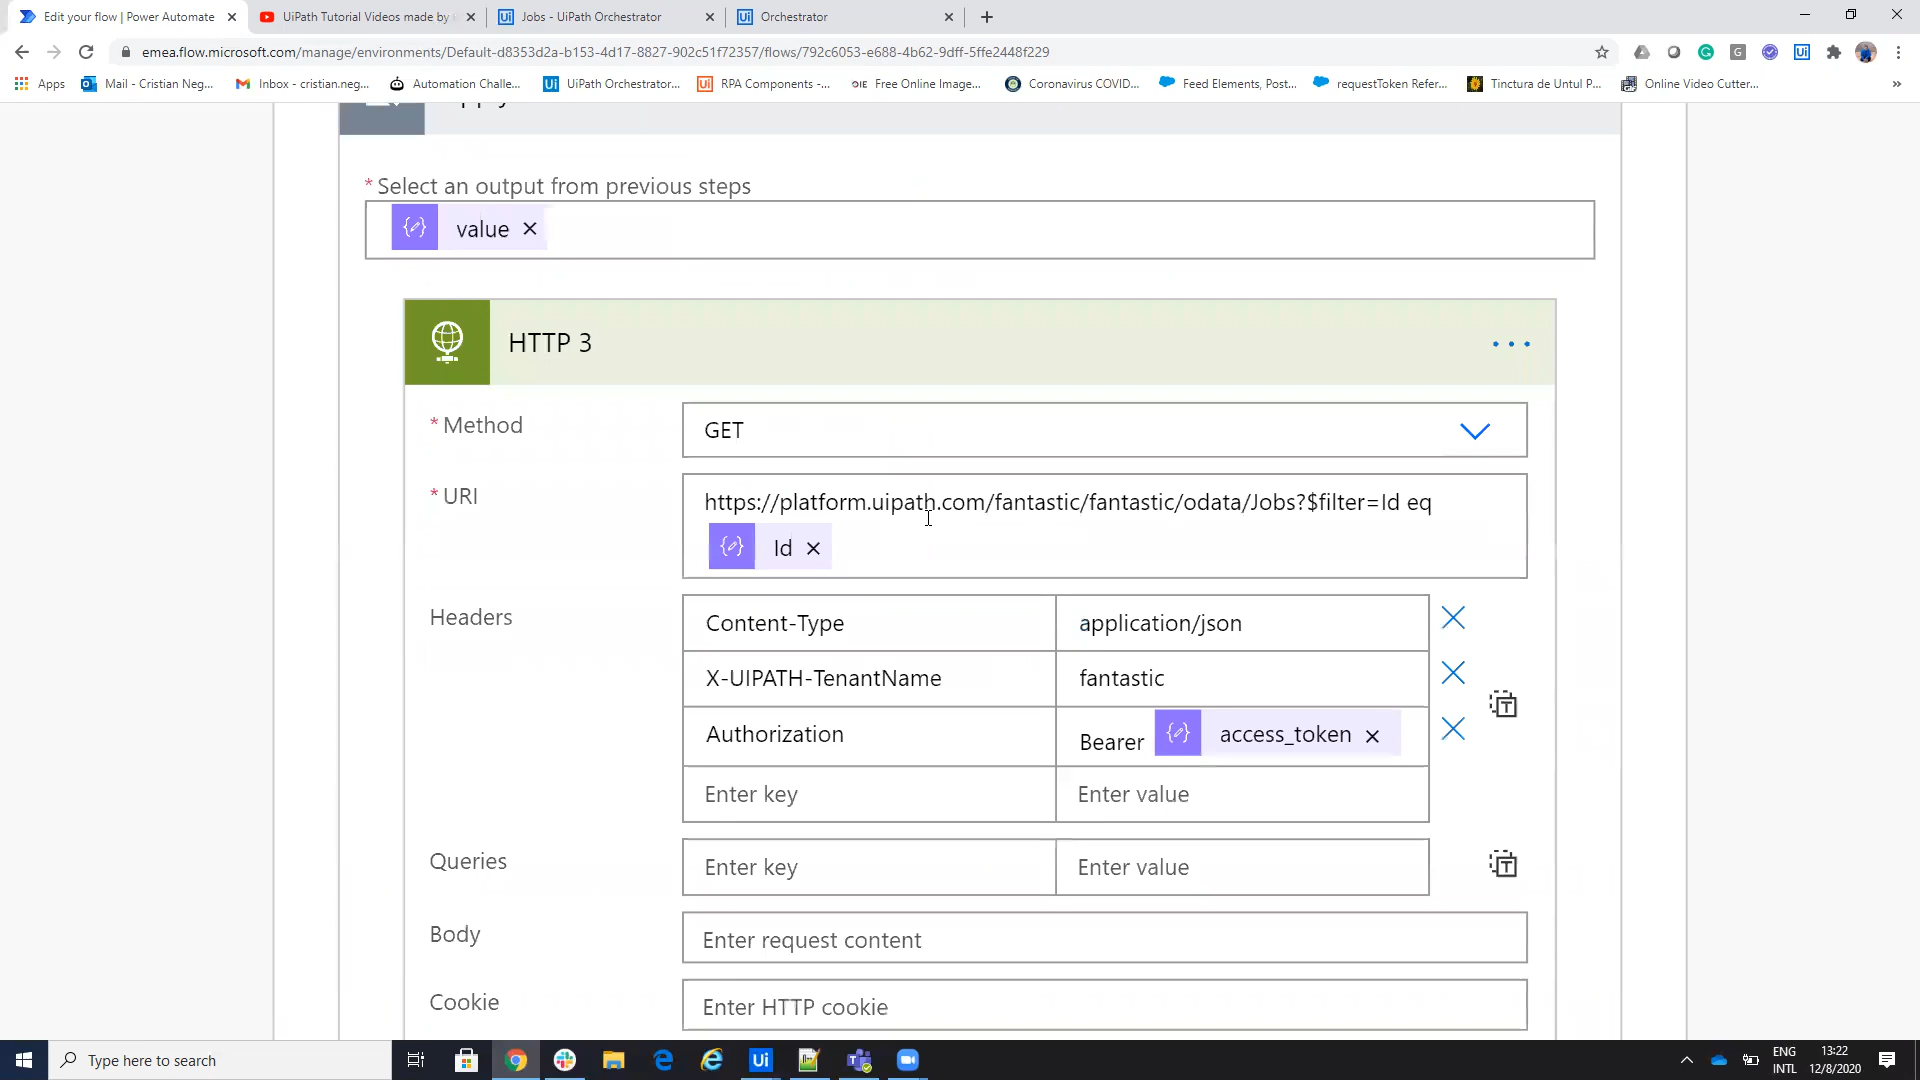 Edit your flow | Power Automate
UiPath Tutorial Videos made by
Jobs - UiPath Orchestrator
Orchestrator
emea.flow.microsoft.com/manage/environments/Default-d8353d2a-b153-4d17-8827-902c51f72357/flows/792c6053-e688-4b62-9dff-5ffe2448f229
Apps
Mail - Cristian Neg...
Inbox - cristian.neg...
Automation Challe...
UiPath Orchestrator...
RPA Components -...
Free Online Image...
Coronavirus COVID...
Feed Elements, Post...
requestToken Refer...
Tinctura de Untul P...
Online Video Cutter...
* Select an output from previous steps
value
HTTP 3
* Method
GET
* URI
https://platform.uipath.com/fantastic/fantastic/odata/Jobs?$filter=Id eq
Id
Headers
Content-Type
application/json
X-UIPATH-TenantName
fantastic
Authorization
Bearer access_token
Enter key
Enter value
Queries
Enter key
Enter value
Body
Enter request content
Cookie
Enter HTTP cookie
Type here to search
ENG
INTL
13:22
12/8/2020